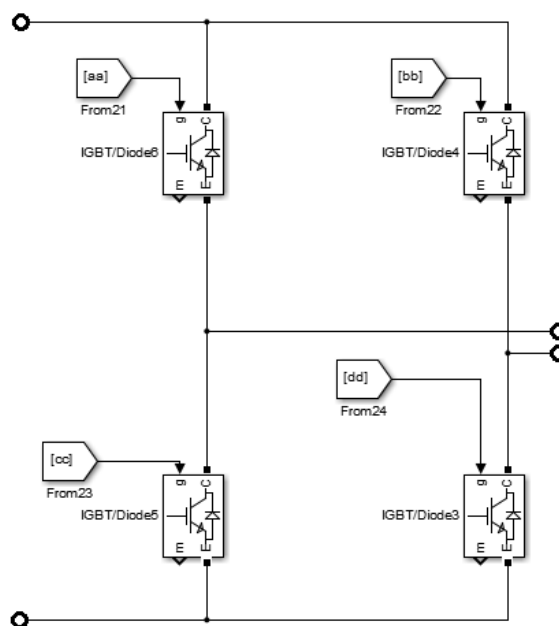 [aa]
From21
[bb]
From22
g
C
IGBT/Diode6
m
E
g
C
IGBT/Diode4
m
E
[dd]
From24
[cc]
From23
g
C
IGBT/Diode5
m
E
g
C
IGBT/Diode3
m
E